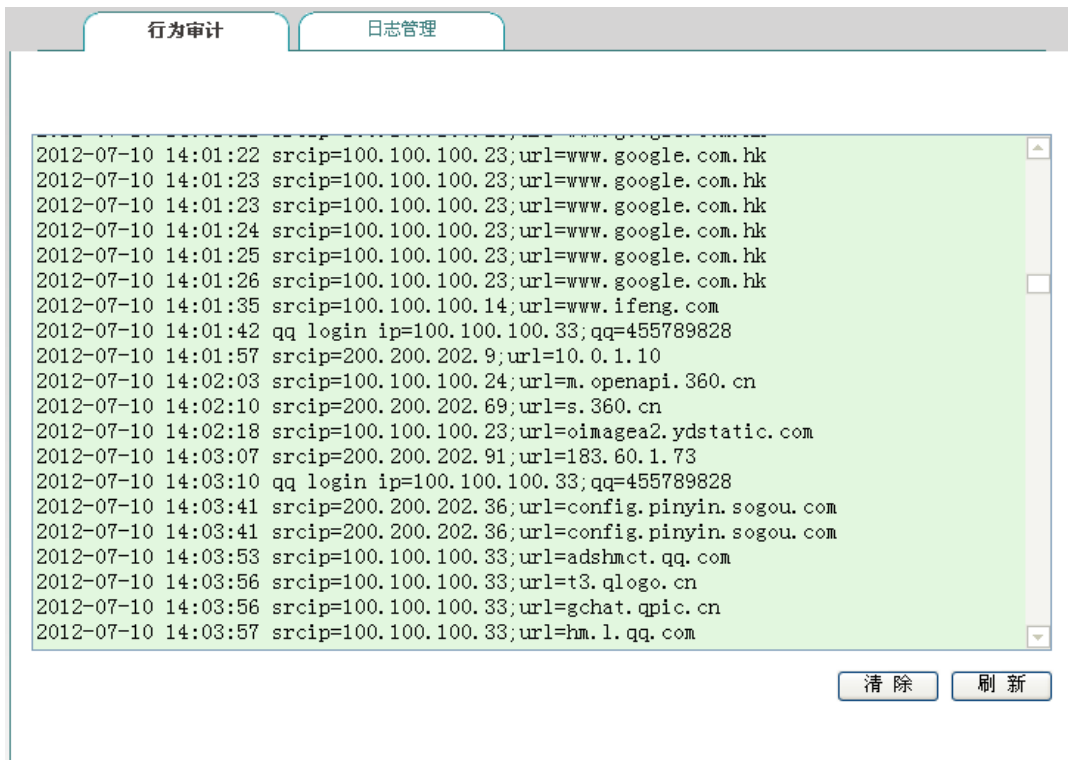 行为审计
日志管理
2012-07-10 14:01:22 srcip=100.100.100.23;url=www.google.com.hk
2012-07-10 14:01:23 srcip=100.100.100.23;url=www.google.com.hk
2012-07-10 14:01:23 srcip=100.100.100.23;url=www.google.com.hk
2012-07-10 14:01:24 srcip=100.100.100.23;url=www.google.com.hk
2012-07-10 14:01:25 srcip=100.100.100.23;url=www.google.com.hk
2012-07-10 14:01:26 srcip=100.100.100.23;url=www.google.com.hk
2012-07-10 14:01:35 srcip=100.100.100.14;url=www.ifeng.com
2012-07-10 14:01:42 qq login ip=100.100.100.33;qq=455789828
2012-07-10 14:01:57 srcip=200.200.202.9;url=10.0.1.10
2012-07-10 14:02:03 srcip=100.100.100.24;url=m.openapi.360.cn
2012-07-10 14:02:10 srcip=200.200.202.69;url=s.360.cn
2012-07-10 14:02:18 srcip=100.100.100.23;url=oimagea2.ydstatic.com
2012-07-10 14:03:07 srcip=200.200.202.91;url=183.60.1.73
2012-07-10 14:03:10 qq login ip=100.100.100.33;qq=455789828
2012-07-10 14:03:41 srcip=200.200.202.36;url=config.pinyin.sogou.com
2012-07-10 14:03:41 srcip=200.200.202.36;url=config.pinyin.sogou.com
2012-07-10 14:03:53 srcip=100.100.100.33;url=adshmct.qq.com
2012-07-10 14:03:56 srcip=100.100.100.33;url=t3.qlogo.cn
2012-07-10 14:03:56 srcip=100.100.100.33;url=gchat.qpic.cn
2012-07-10 14:03:57 srcip=100.100.100.33;url=hm.l.qq.com
清 除
刷 新